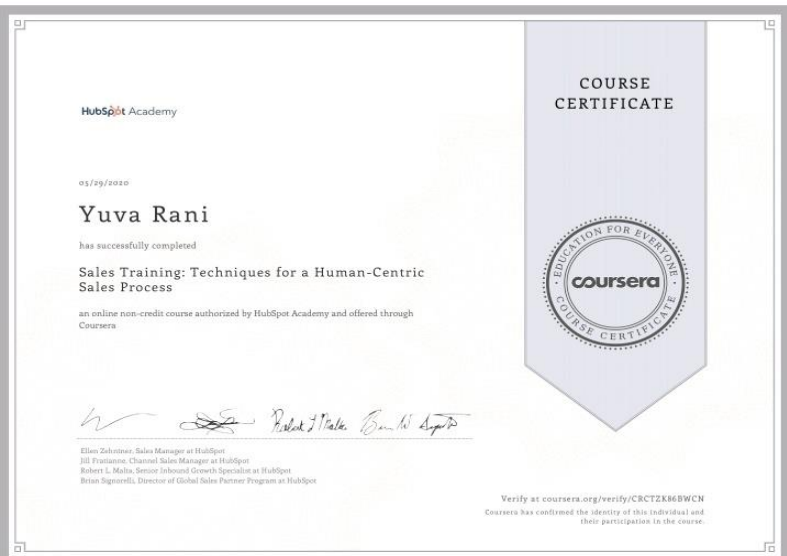 HubSpot Academy
05/29/2020
Yuva Rani
has successfully completed
Sales Training: Techniques for a Human-Centric
Sales Process
an online non-credit course authorized by HubSpot Academy and offered through
Coursera
Ellen Zehntner, Sales Manager at HubSpot
Jill Fratianne, Channel Sales Manager at HubSpot
Robert L. Malta, Senior Inbound Growth Specialist at HubSpot
Brian Signorelli, Director of Global Sales Partner Program at HubSpot
COURSE
CERTIFICATE
EDUCATION FOR EVERYONE
coursera
COURSE CERTIFICATE
Verify at coursera.org/verify/CRCTZK86BWCN
Coursera has confirmed the identity of this individual and
their participation in the course.